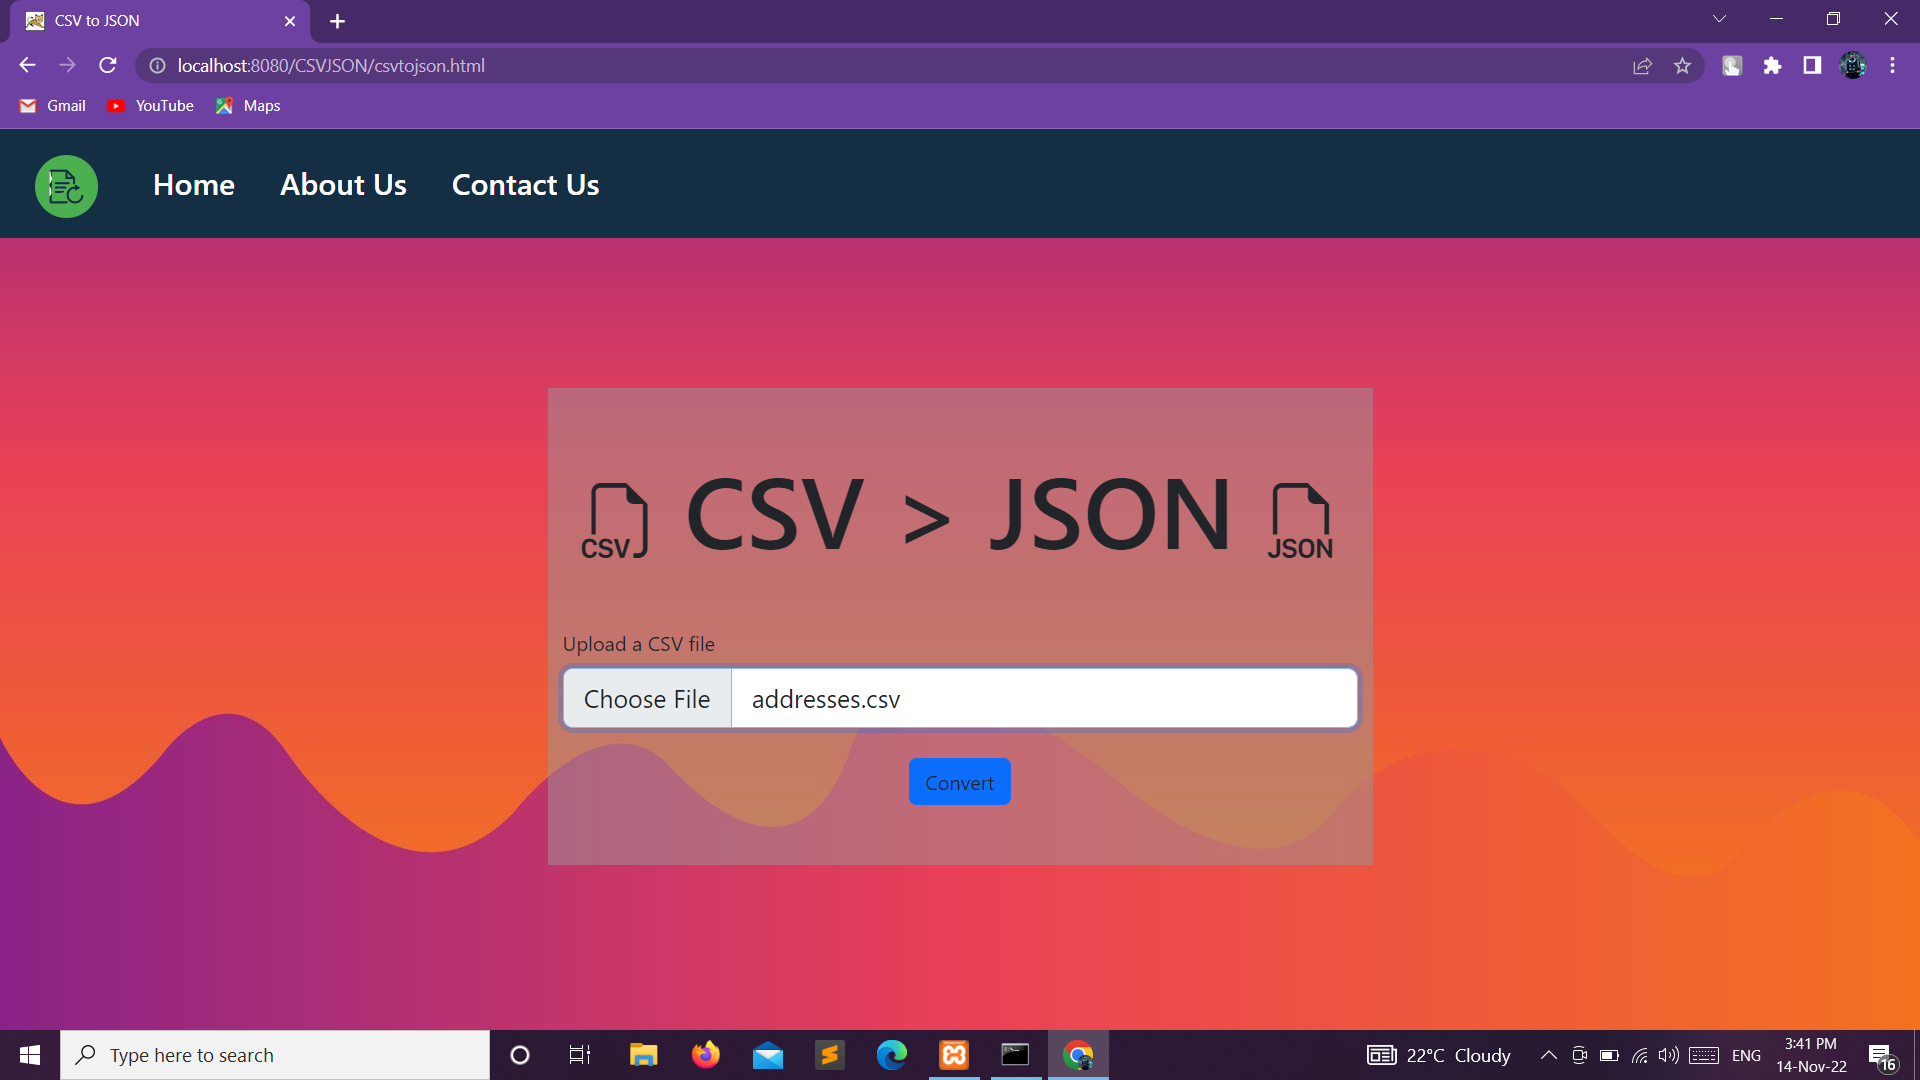 CSV to JSON
localhost:8080/CSVJSON/csvtojson.html
Gmail YouTube Maps
Home About Us Contact Us
CSV CSV > JSON JSON
Upload a CSV file
Choose File addresses.csv
Convert
Type here to search
22°C Cloudy
ENG
3:41 PM
14-Nov-22
16